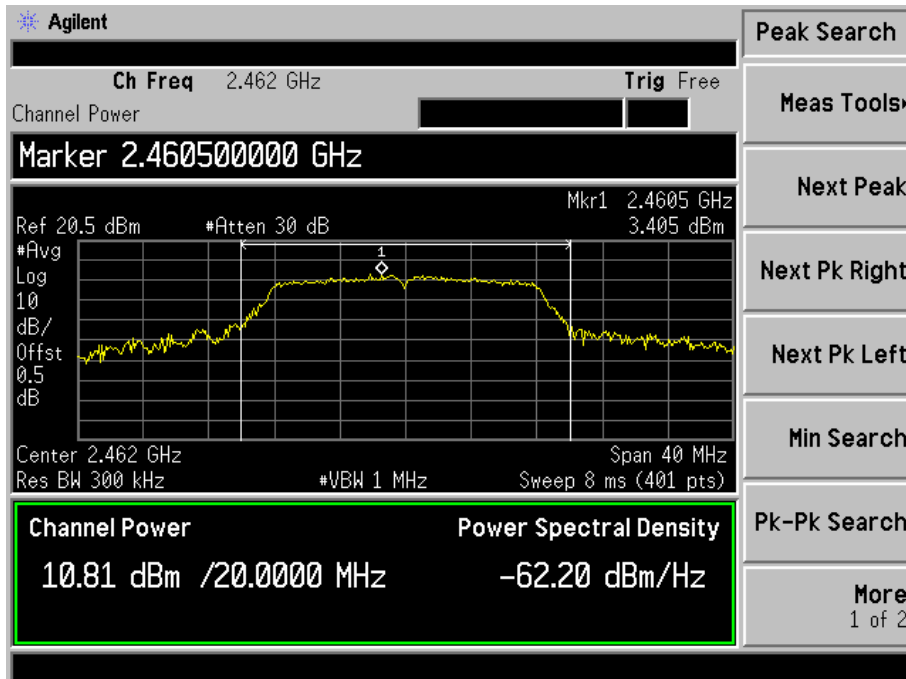 Agilent
Peak Search
Ch Freq 2.462 GHz Trig Free
Channel Power
Meas Tools
Marker 2.460500000 GHz
Next Peak
Mkr1 2.4605 GHz
Ref 20.5 dBm #Atten 30 dB 3.405 dBm
#Avg
Log
10
dB/
Offst
0.5
dB
1
Next Pk Right
Next Pk Left
Min Search
Center 2.462 GHz Span 40 MHz
Res BW 300 kHz #VBW 1 MHz Sweep 8 ms (401 pts)
Channel Power Power Spectral Density
10.81 dBm /20.0000 MHz -62.20 dBm/Hz
Pk-Pk Search
More
1 of 2